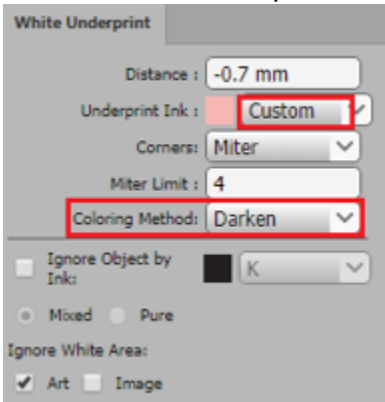 White Underprint
Distance : -0.7 mm
Underprint Ink : Custom
Corners: Miter
Miter Limit : 4
Coloring Method: Darken
Ignore Object by
Ink: K
Mixed Pure
Ignore White Area:
Art Image